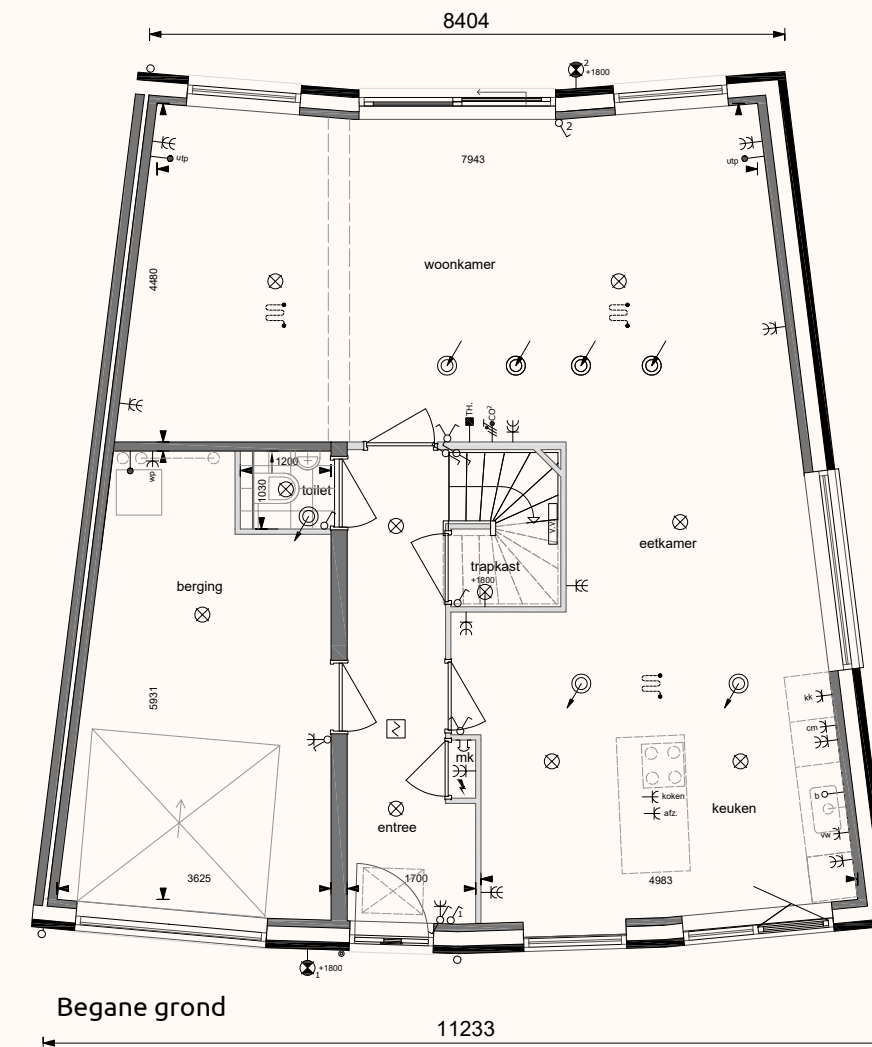 8404
2
+1800
2
utp
utp
7943
4480
woonkamer
TH.
CO²
wp
1200
1030
toilet
V.V.
eetkamer
trapkast
+1800
berging
5931
kk
cm
mk
koken
b
afz.
keuken
entree
vw
3625
1700
4983
1
+1800
1
Begane grond
11233